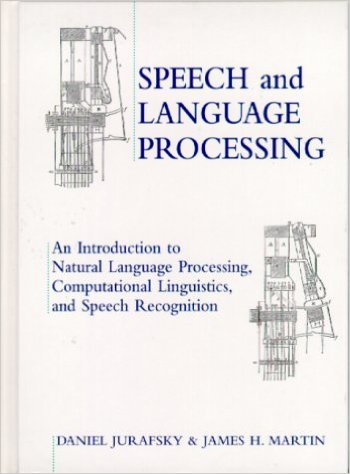 SPEECH and
LANGUAGE
PROCESSING
An Introduction to
Natural Language Processing,
Computational Linguistics,
and Speech Recognition
DANIEL JURAFSKY & JAMES H. MARTIN